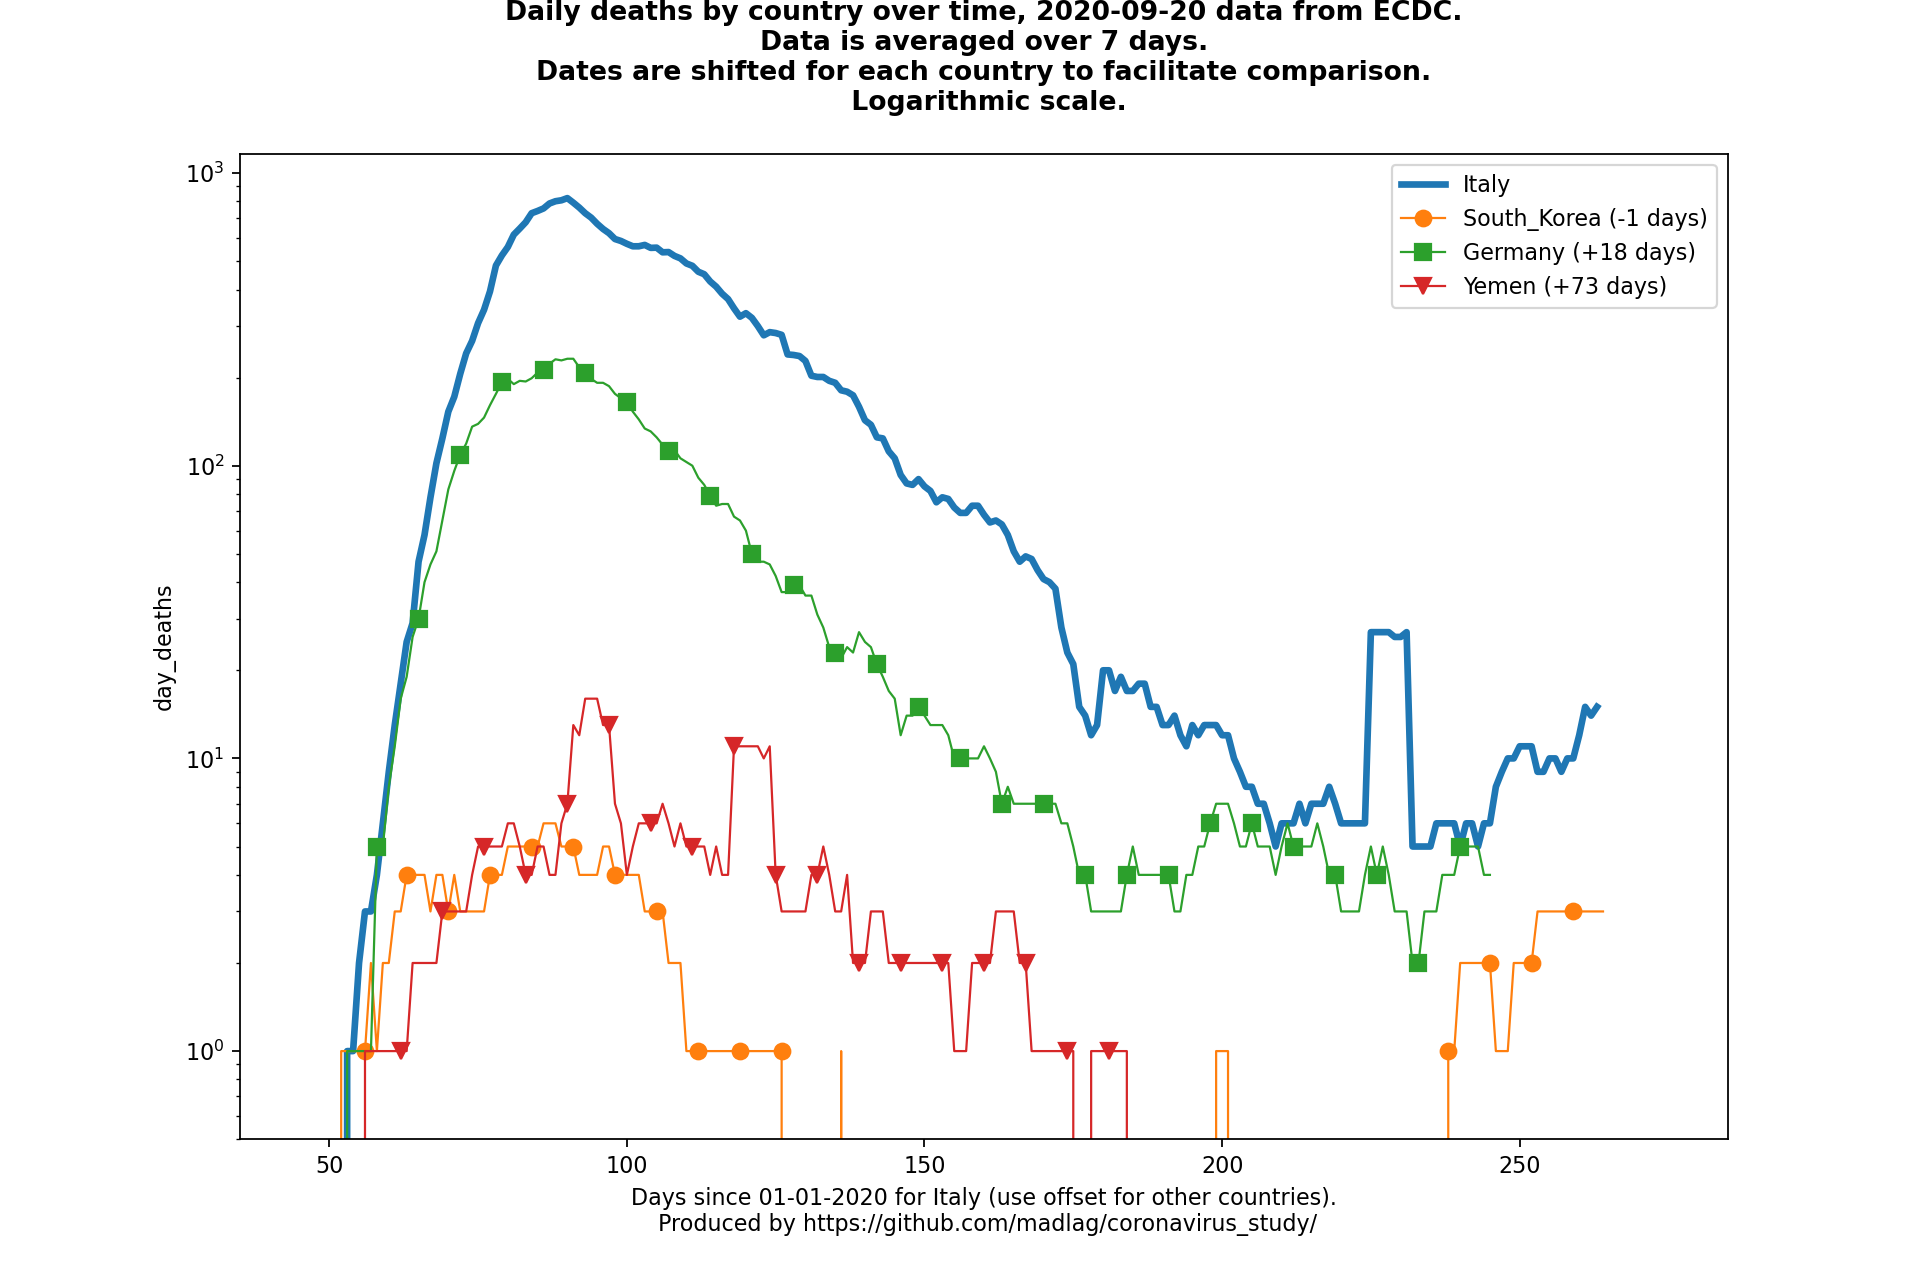 Daily deaths by country over time, 2020-09-20 data from ECDC.
Data is averaged over 7 days.
Dates are shifted for each country to facilitate comparison.
Logarithmic scale.
10³
10²
10¹
10⁰
day_deaths
Italy
South_Korea (-1 days)
Germany (+18 days)
Yemen (+73 days)
50 100 150 200 250
Days since 01-01-2020 for Italy (use offset for other countries).
Produced by https://github.com/madlag/coronavirus_study/